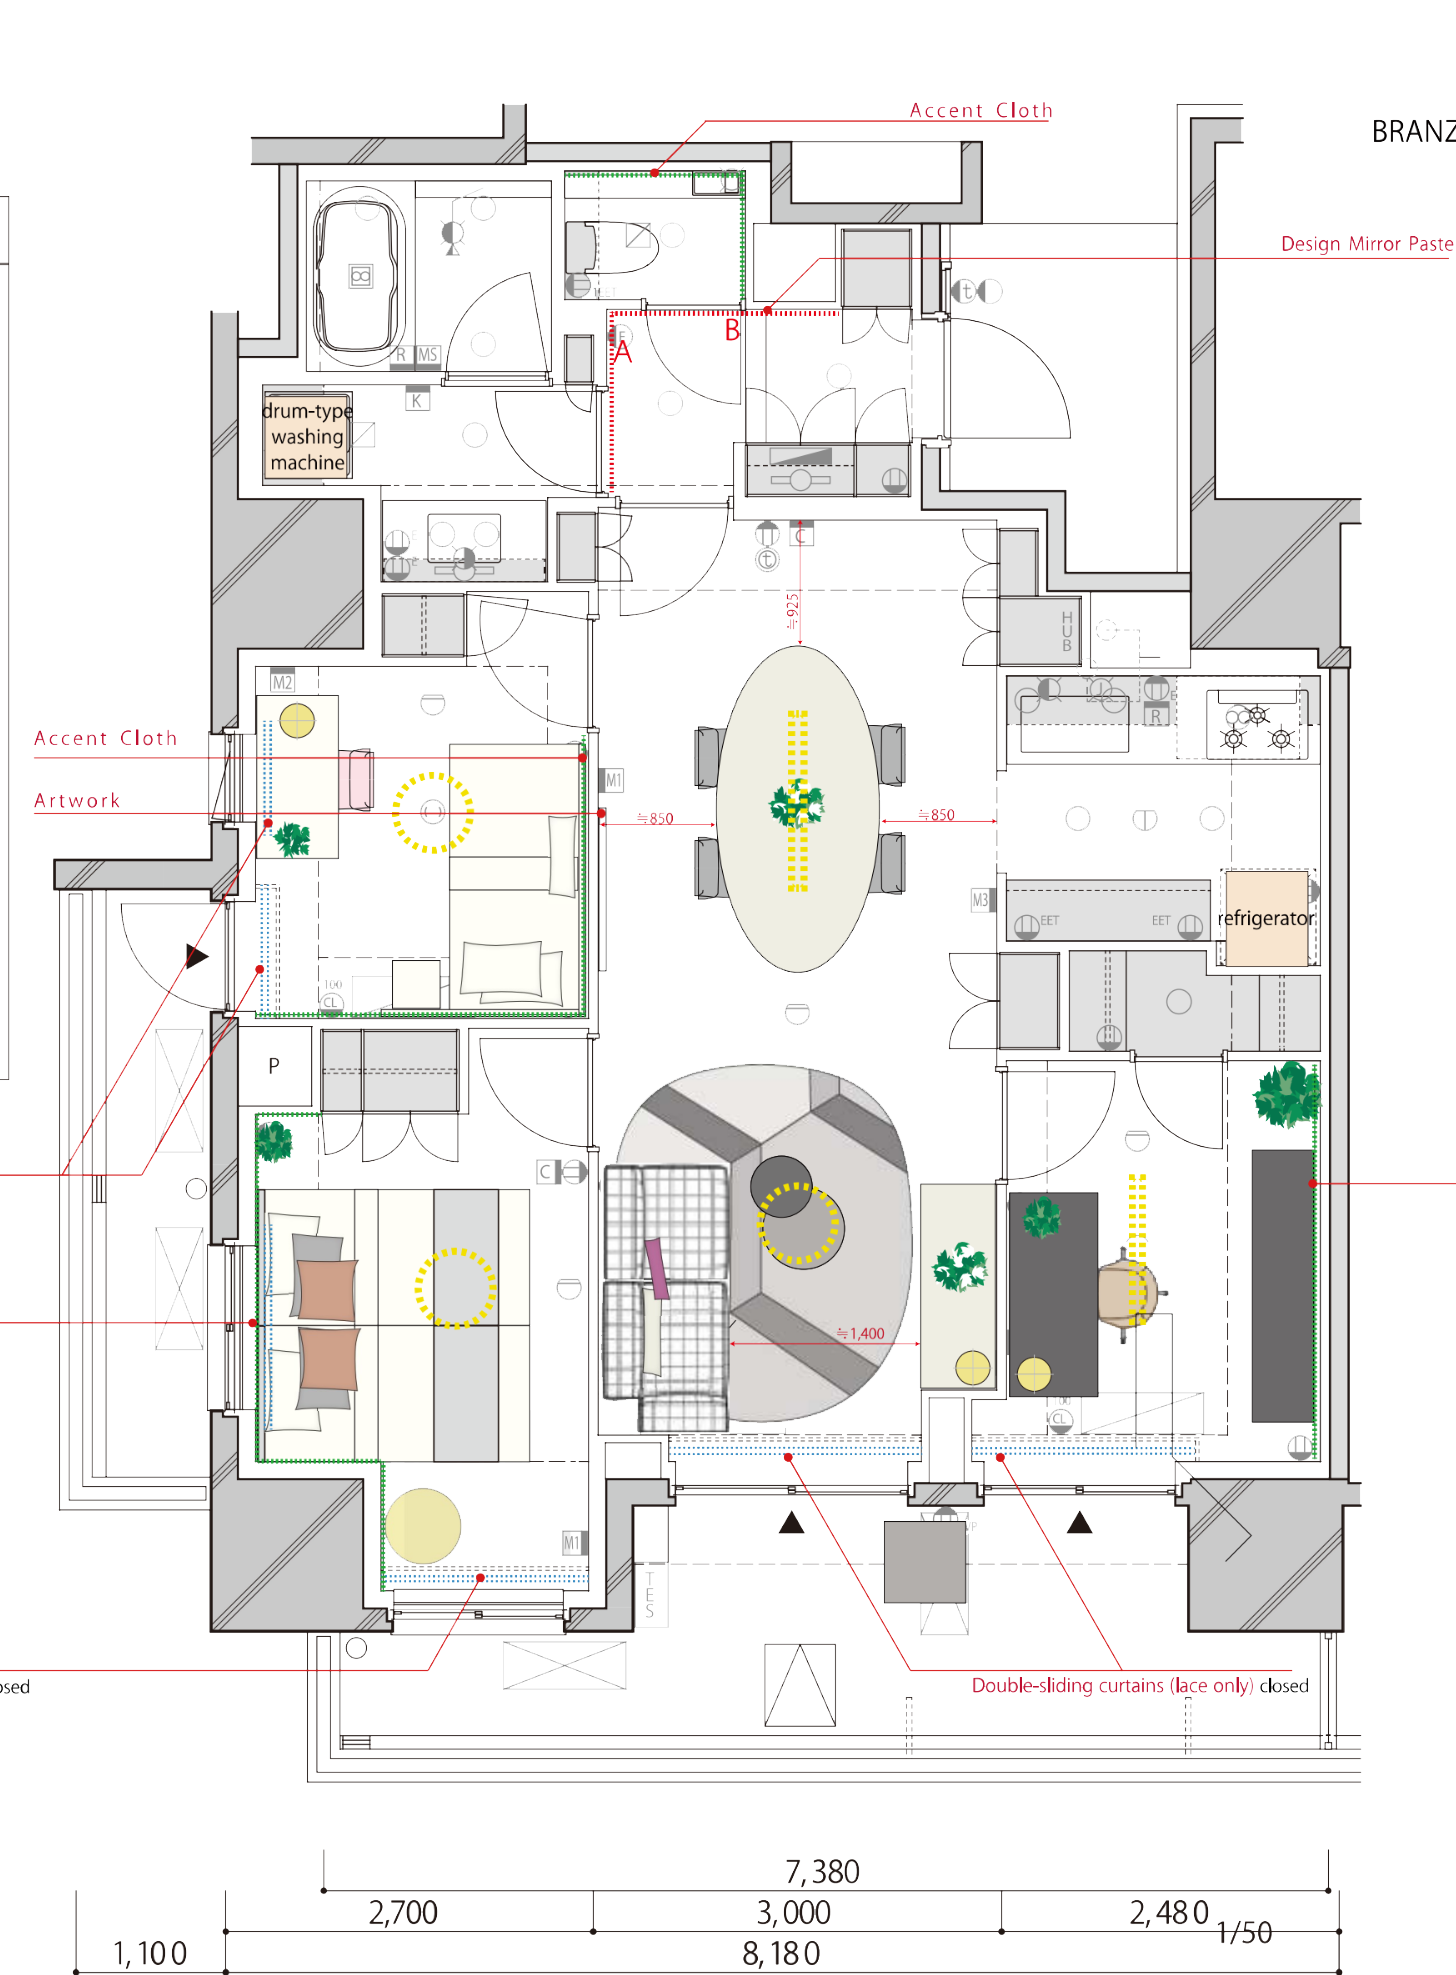 Accent Cloth
BRANZ
Design Mirror Paste
B
A
R
MS
K
drum-type
washing
machine
C
t
t
≒925
HUB
M2
E
R
Accent Cloth
M1
Artwork
≒850
≒850
M3
EET
EET
refrigerator
100
CL
P
C
≒1,400
CL
M1
TES
osed
Double-sliding curtains (lace only) closed
7,380
2,700
3,000
2,480
1/50
1,100
8,180